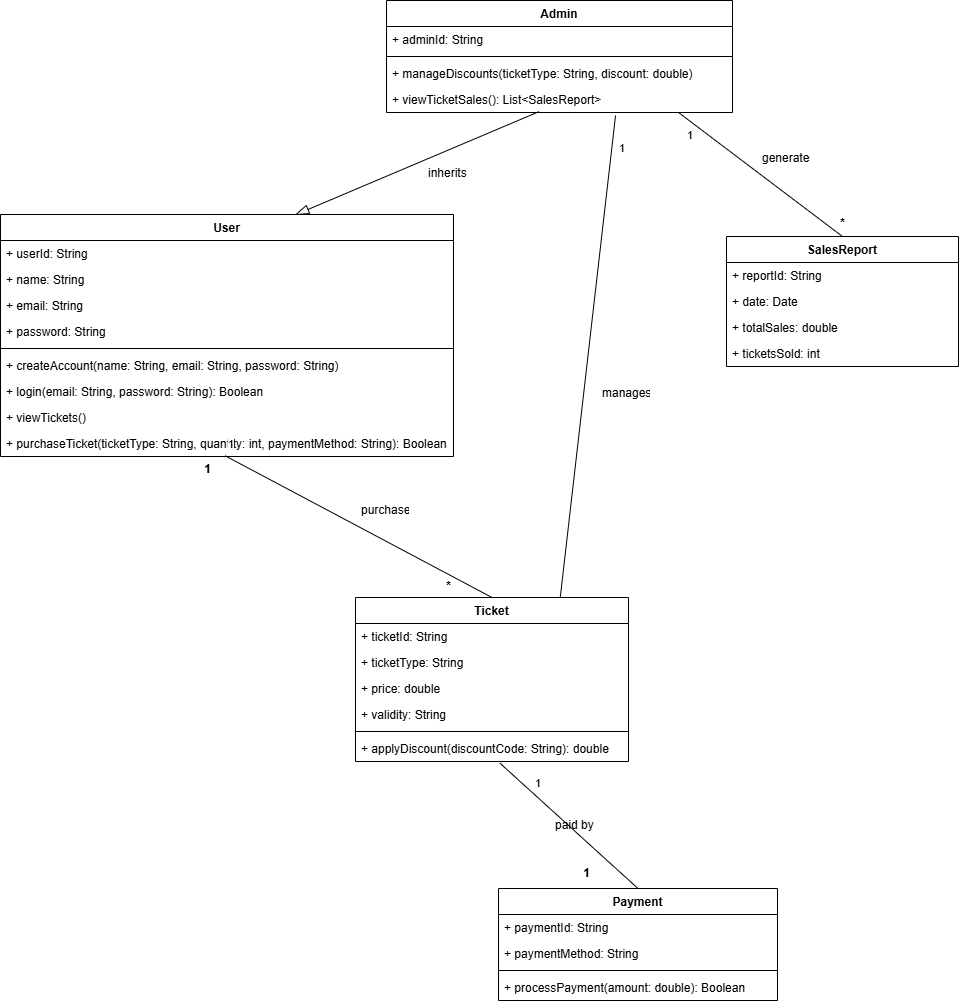 Admin
+ adminId: String
+ manageDiscounts(ticketType: String, discount: double)
+ viewTicketSales(): List<SalesReport>
1
1
generate
inherits
*
User
+ userId: String
+ name: String
+ email: String
+ password: String
+ createAccount(name: String, email: String, password: String)
+ login(email: String, password: String): Boolean
+ viewTickets()
+ purchaseTicket(ticketType: String, quantity: int, paymentMethod: String): Boolean
SalesReport
+ reportId: String
+ date: Date
+ totalSales: double
+ ticketsSold: int
manages
1
purchase
*
Ticket
+ ticketId: String
+ ticketType: String
+ price: double
+ validity: String
+ applyDiscount(discountCode: String): double
1
paid by
1
Payment
+ paymentId: String
+ paymentMethod: String
+ processPayment(amount: double): Boolean